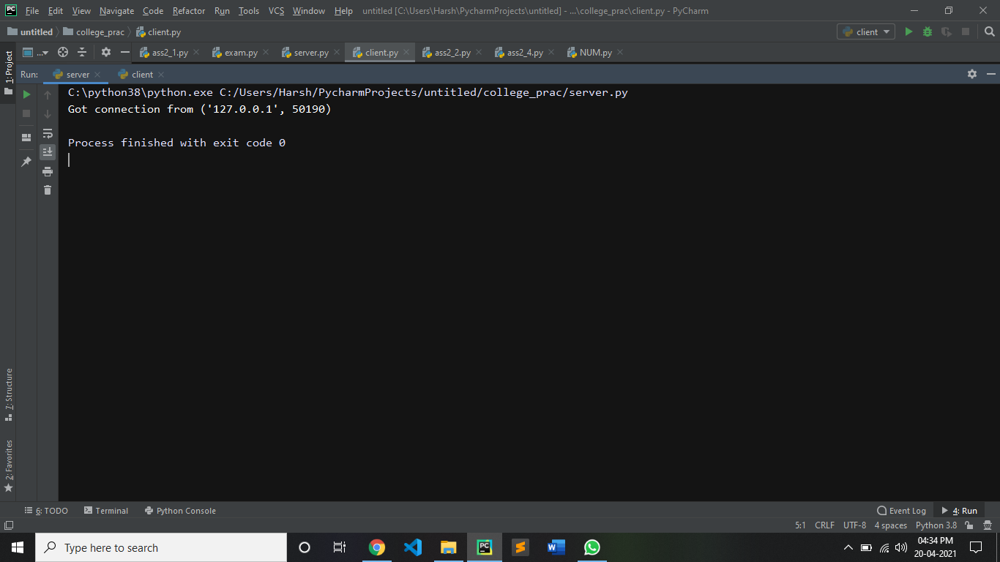 PC File Edit View Navigate Code Refactor Run Tools VCS Window Help untitled [C:\Users\Harsh\PycharmProjects\untitled] - ...\college_prac\client.py - PyCharm
untitled college_prac client.py client
1: Project
... ass2_1.py exam.py server.py client.py ass2_2.py ass2_4.py NUM.py
Run: server client
C:\python38\python.exe C:/Users/Harsh/PycharmProjects/untitled/college_prac/server.py
Got connection from ('127.0.0.1', 50190)
Process finished with exit code 0
7: Structure
2: Favorites
6: TODO Terminal Python Console Event Log 4: Run
5:1 CRLF UTF-8 4 spaces Python 3.8
Type here to search PC W 04:34 PM
20-04-2021